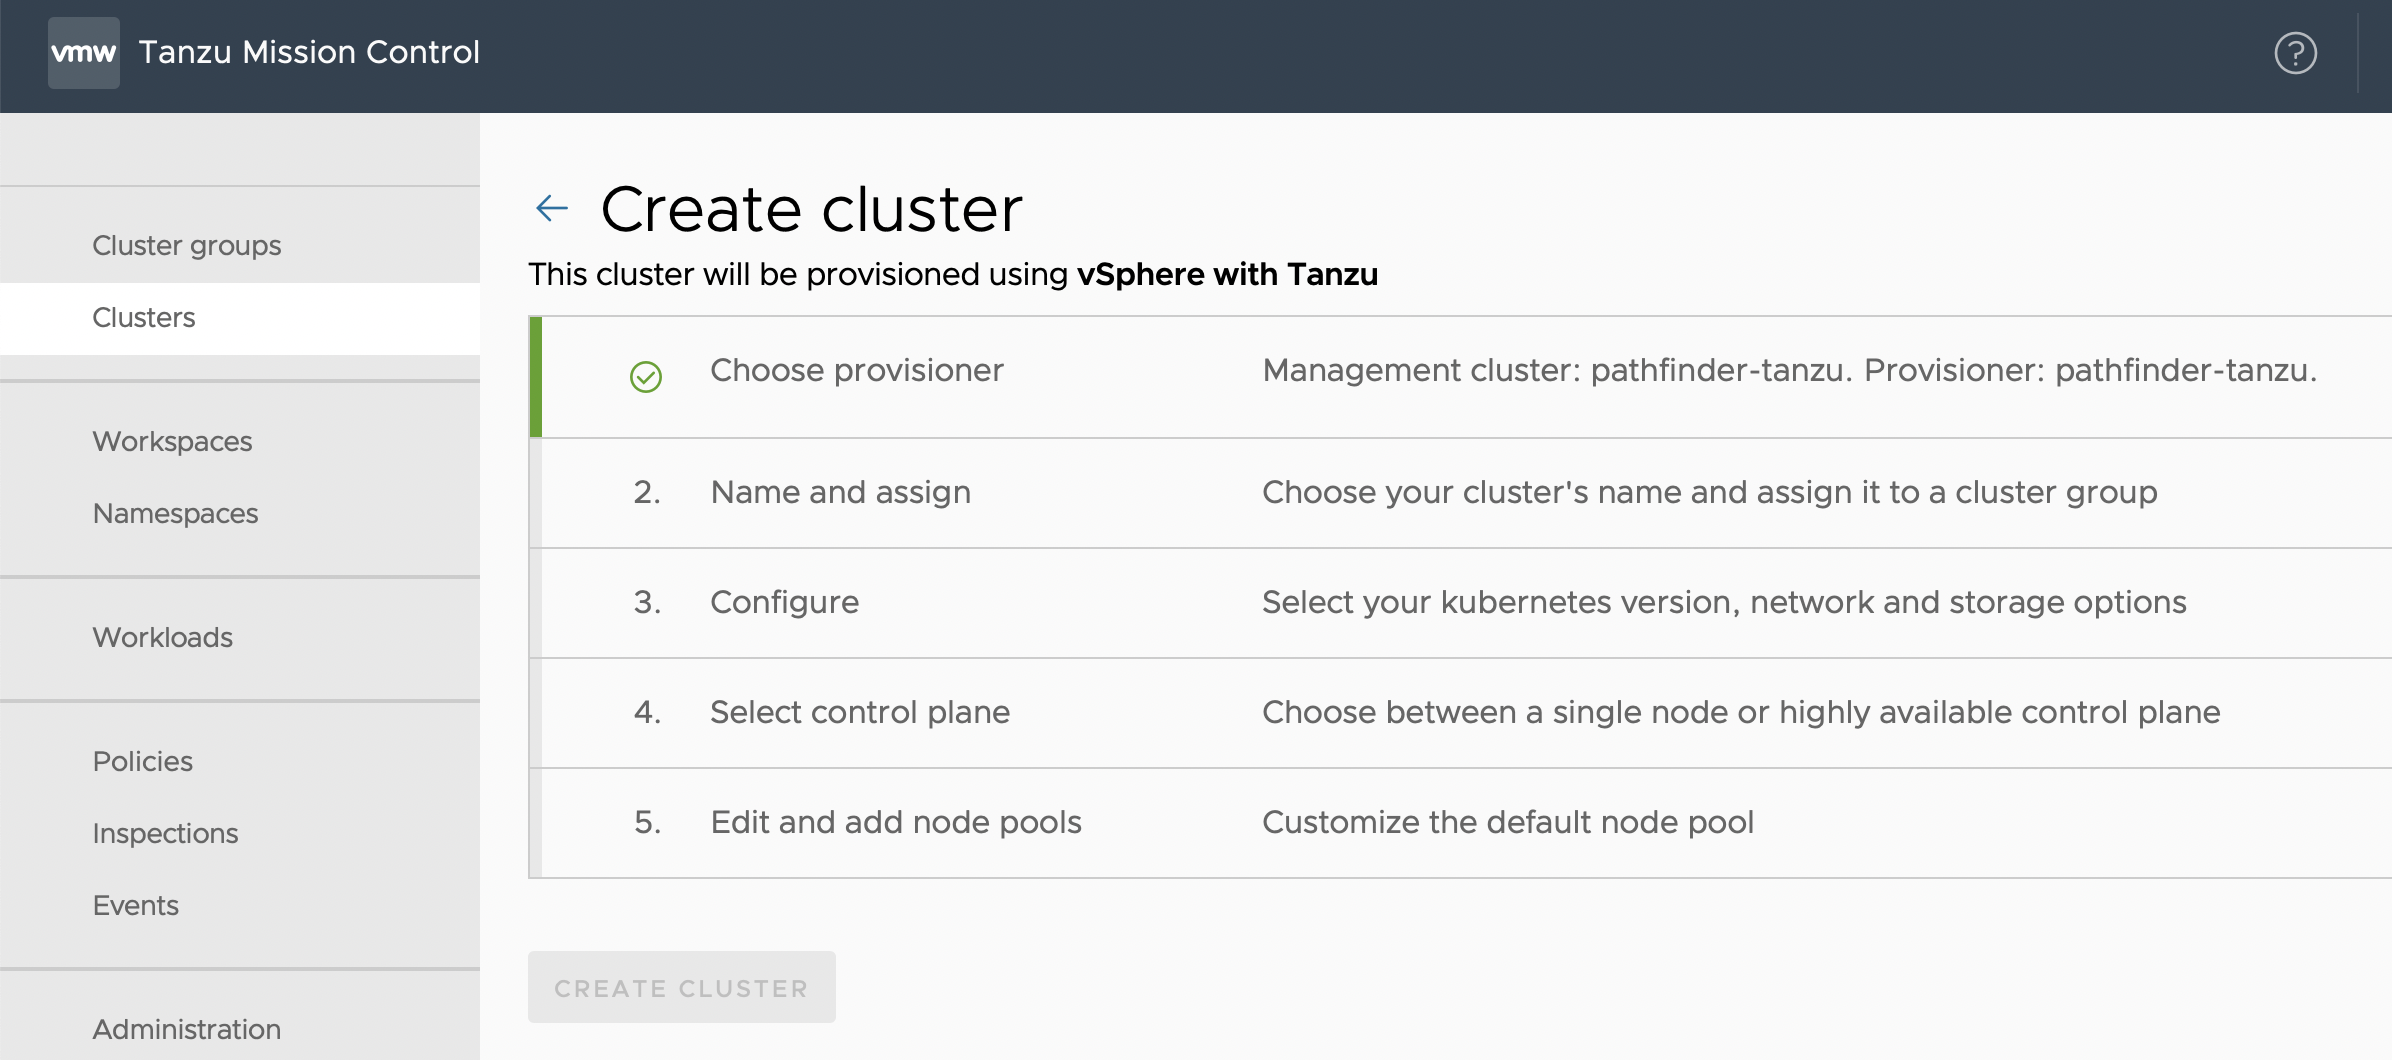 vmw Tanzu Mission Control ?
Cluster groups
Clusters
Workspaces
Namespaces
Workloads
Policies
Inspections
Events
Administration
← Create cluster
This cluster will be provisioned using vSphere with Tanzu
Choose provisioner Management cluster: pathfinder-tanzu. Provisioner: pathfinder-tanzu.
2. Name and assign Choose your cluster's name and assign it to a cluster group
3. Configure Select your kubernetes version, network and storage options
4. Select control plane Choose between a single node or highly available control plane
5. Edit and add node pools Customize the default node pool
CREATE CLUSTER